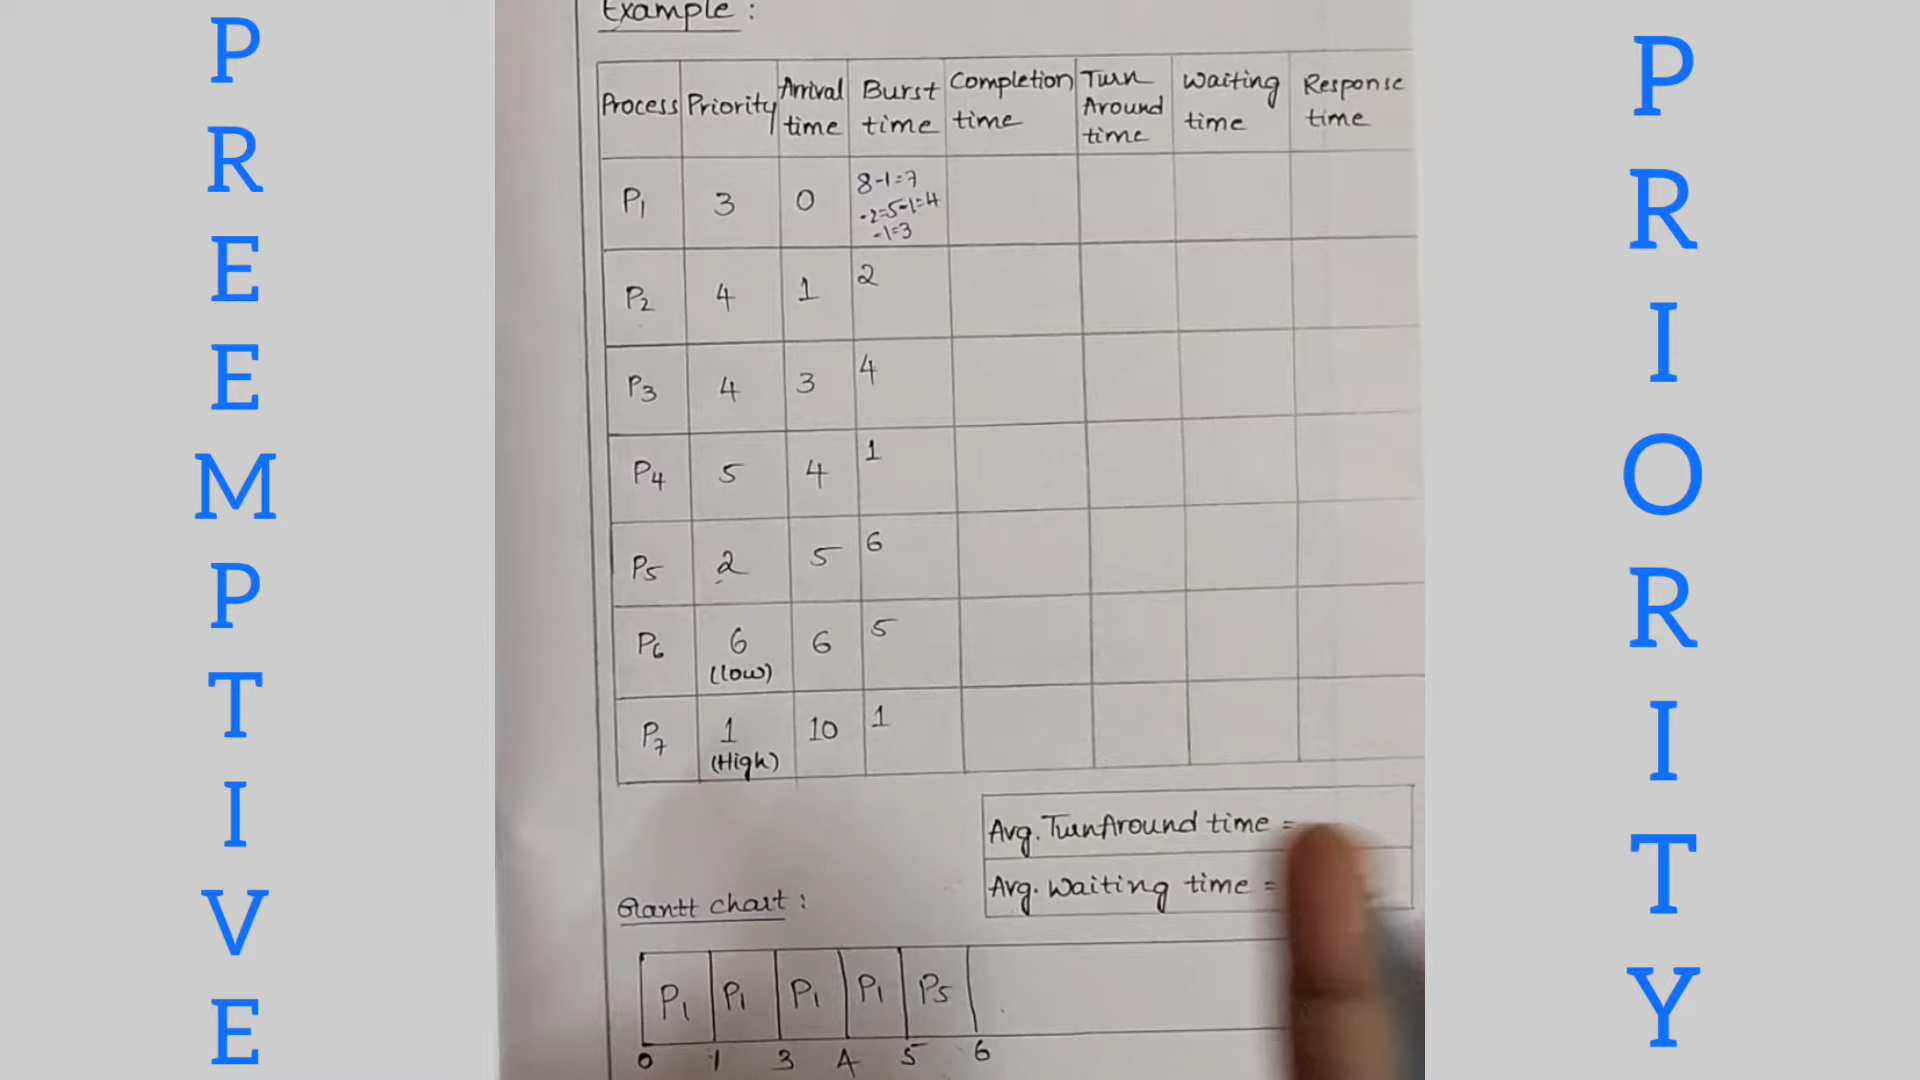 PREEMPTIVE
Example :
Process Priority Arrival time Burst time Completion time Turn Around time Waiting time Response time
P1 3 0 8-1=7
-2=5-1=4
-1=3
P2 4 1 2
P3 4 3 4
P4 5 4 1
P5 2 5 6
P6 6 (low) 6 5
P7 1 (High) 10 1
Avg. TurnAround time =
Avg. Waiting time =
Gantt chart :
P1 P1 P1 P1 P5
0 1 3 4 5 6
PRIORITY